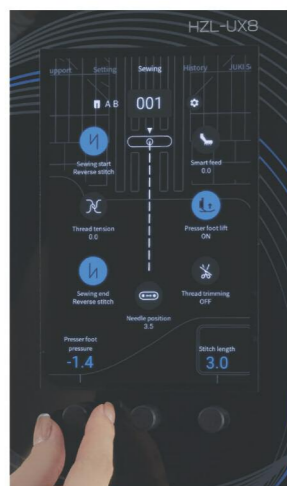 HZL-UX8
upport Setting Sewing History JUKI S
A B 001
Sewing start
Reverse stitch
Smart feed
0.0
Thread tension
0.0
Presser foot lift
ON
Sewing end
Reverse stitch
Thread trimming
OFF
Needle position
3.5
Presser foot
pressure
-1.4
Stitch length
3.0